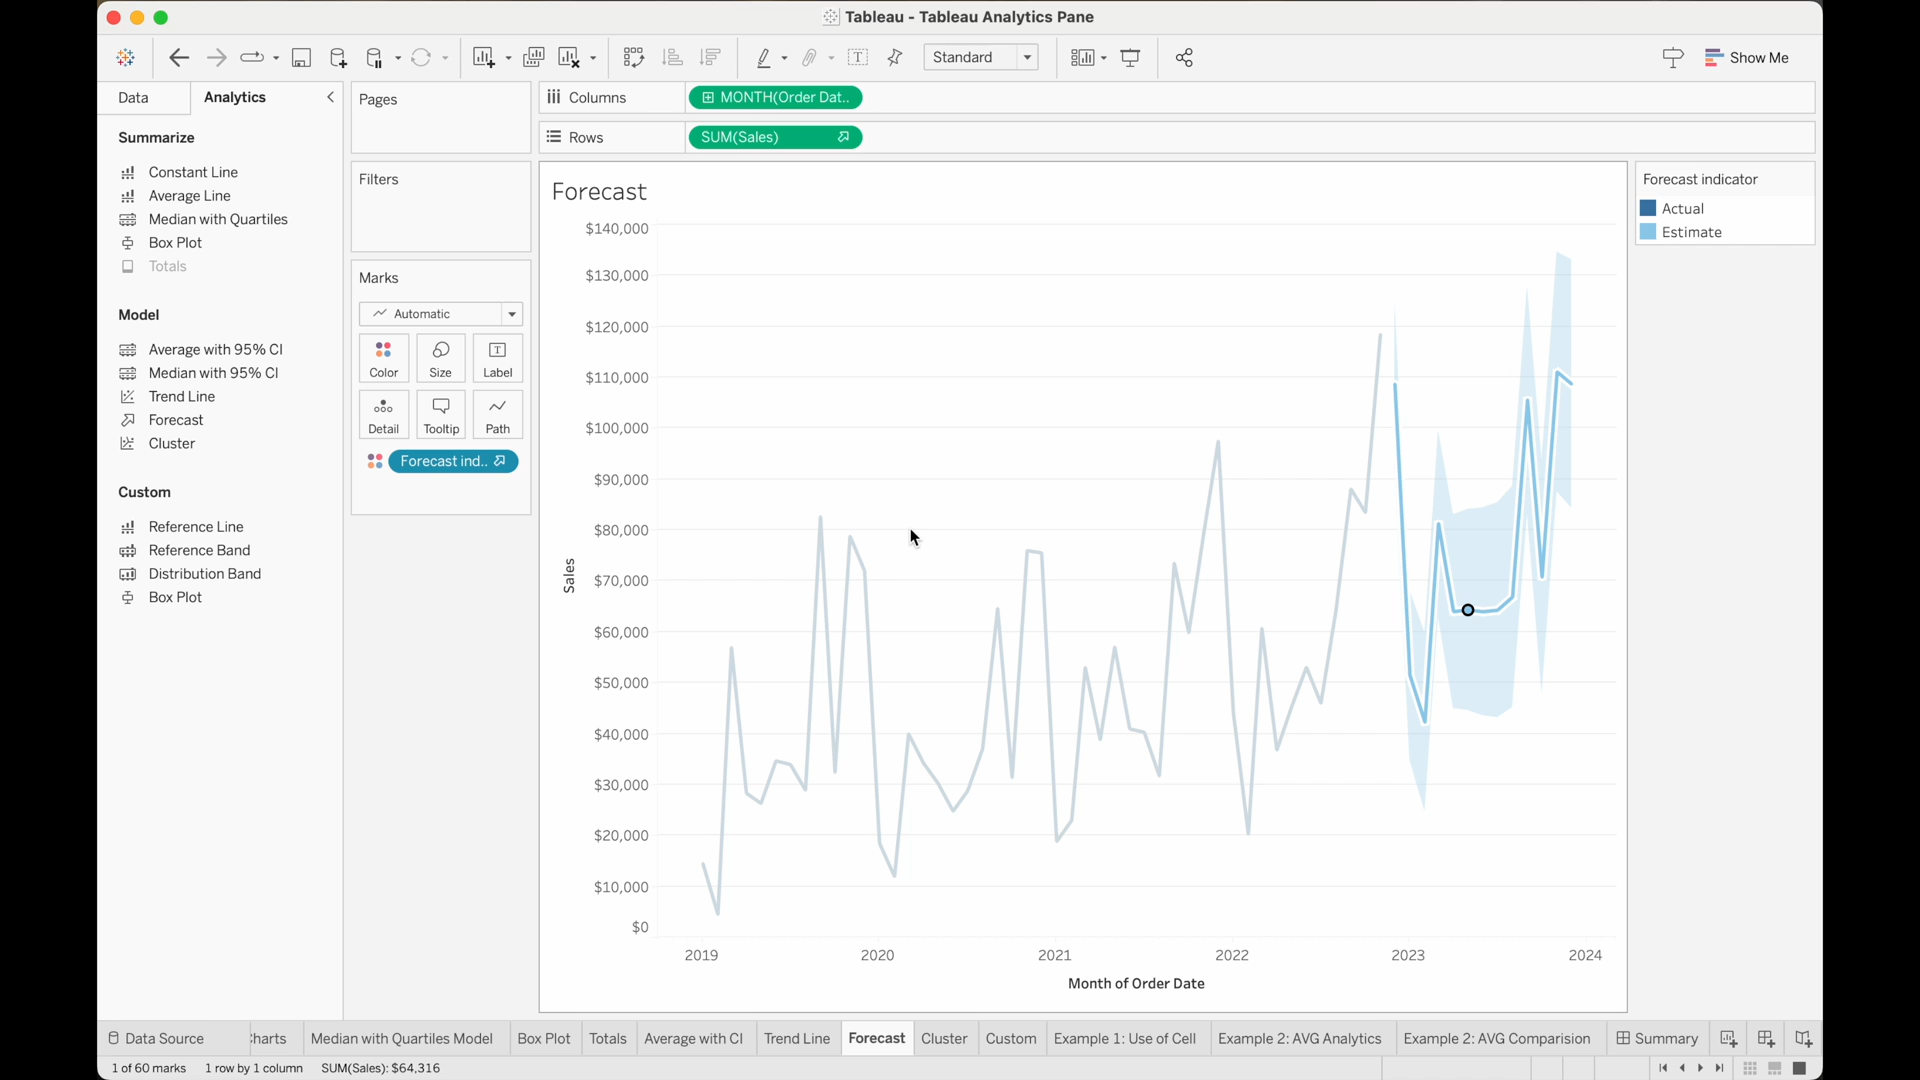 Tableau - Tableau Analytics Pane
Standard
Show Me
Data
Analytics
Summarize
Constant Line
Average Line
Median with Quartiles
Box Plot
Totals
Model
Average with 95% CI
Median with 95% CI
Trend Line
Forecast
Cluster
Custom
Reference Line
Reference Band
Distribution Band
Box Plot
Pages
Filters
Marks
Automatic
Color
Size
Label
Detail
Tooltip
Path
Forecast ind..
Columns
MONTH(Order Dat..
Rows
SUM(Sales)
Forecast
$140,000
$130,000
$120,000
$110,000
$100,000
$90,000
$80,000
$70,000
$60,000
$50,000
$40,000
$30,000
$20,000
$10,000
$0
Sales
2019
2020
2021
2022
2023
2024
Month of Order Date
Forecast indicator
Actual
Estimate
Data Source
harts
Median with Quartiles Model
Box Plot
Totals
Average with CI
Trend Line
Forecast
Cluster
Custom
Example 1: Use of Cell
Example 2: AVG Analytics
Example 2: AVG Comparision
Summary
1 of 60 marks
1 row by 1 column
SUM(Sales): $64,316